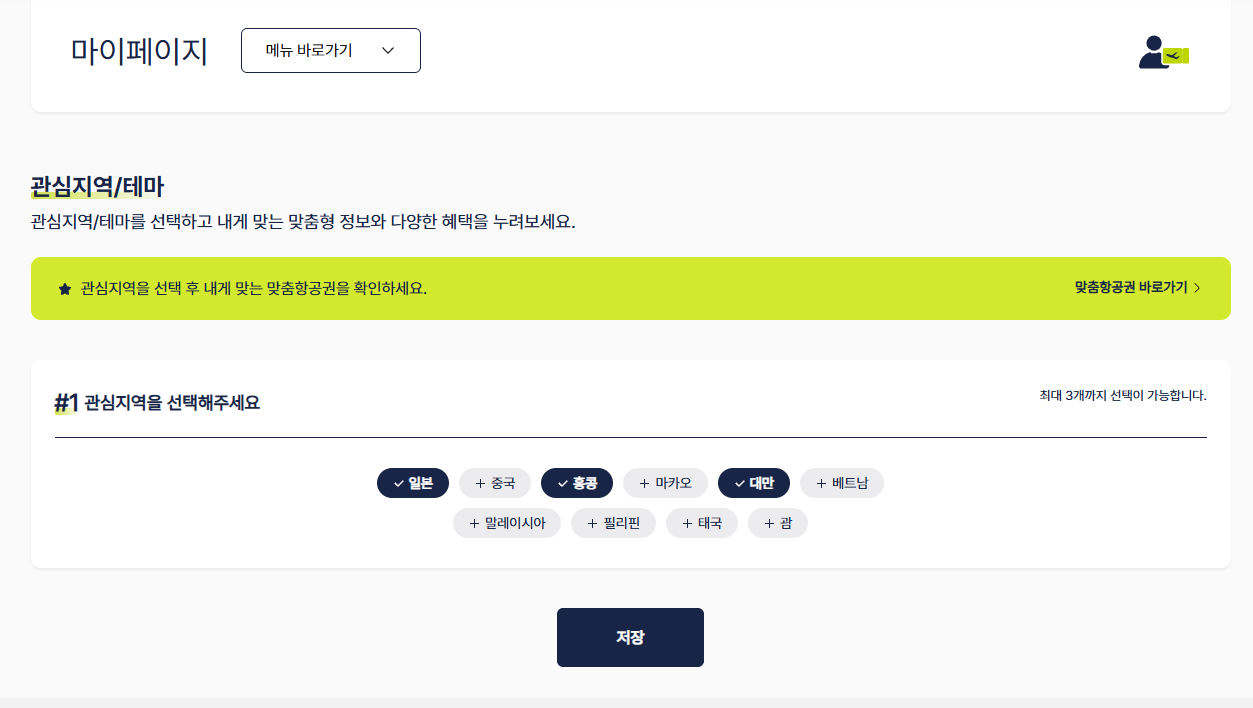 마이페이지 메뉴 바로가기
관심지역/테마
관심지역/테마를 선택하고 내게 맞는 맞춤형 정보와 다양한 혜택을 누려보세요.
관심지역을 선택 후 내게 맞는 맞춤항공권을 확인하세요. 맞춤항공권 바로가기
#1 관심지역을 선택해주세요 최대 3개까지 선택이 가능합니다.
일본 + 중국 홍콩 + 마카오 대만 + 베트남
+ 말레이시아 + 필리핀 + 태국 + 괌
저장